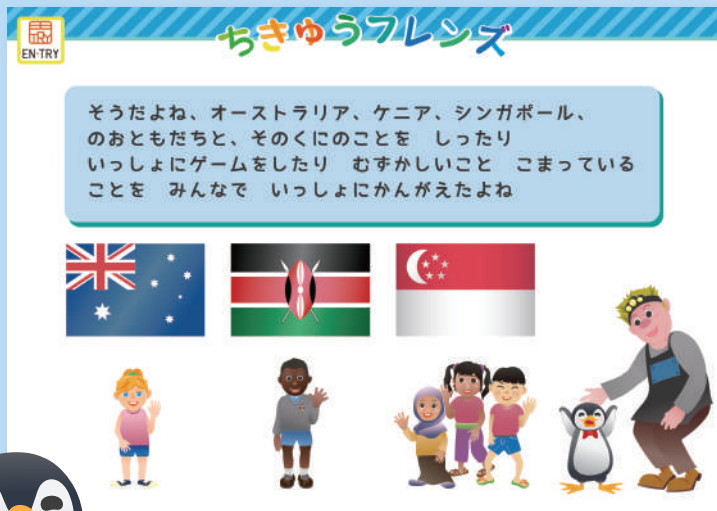 EN・TRY
ちきゅうフレンズ
そうだよね、オーストラリア、ケニア、シンガポール、
のおともだちと、そのくにのことを　しったり
いっしょにゲームをしたり　むずかしいこと　こまっている
ことを　みんなで　いっしょにかんがえたよね